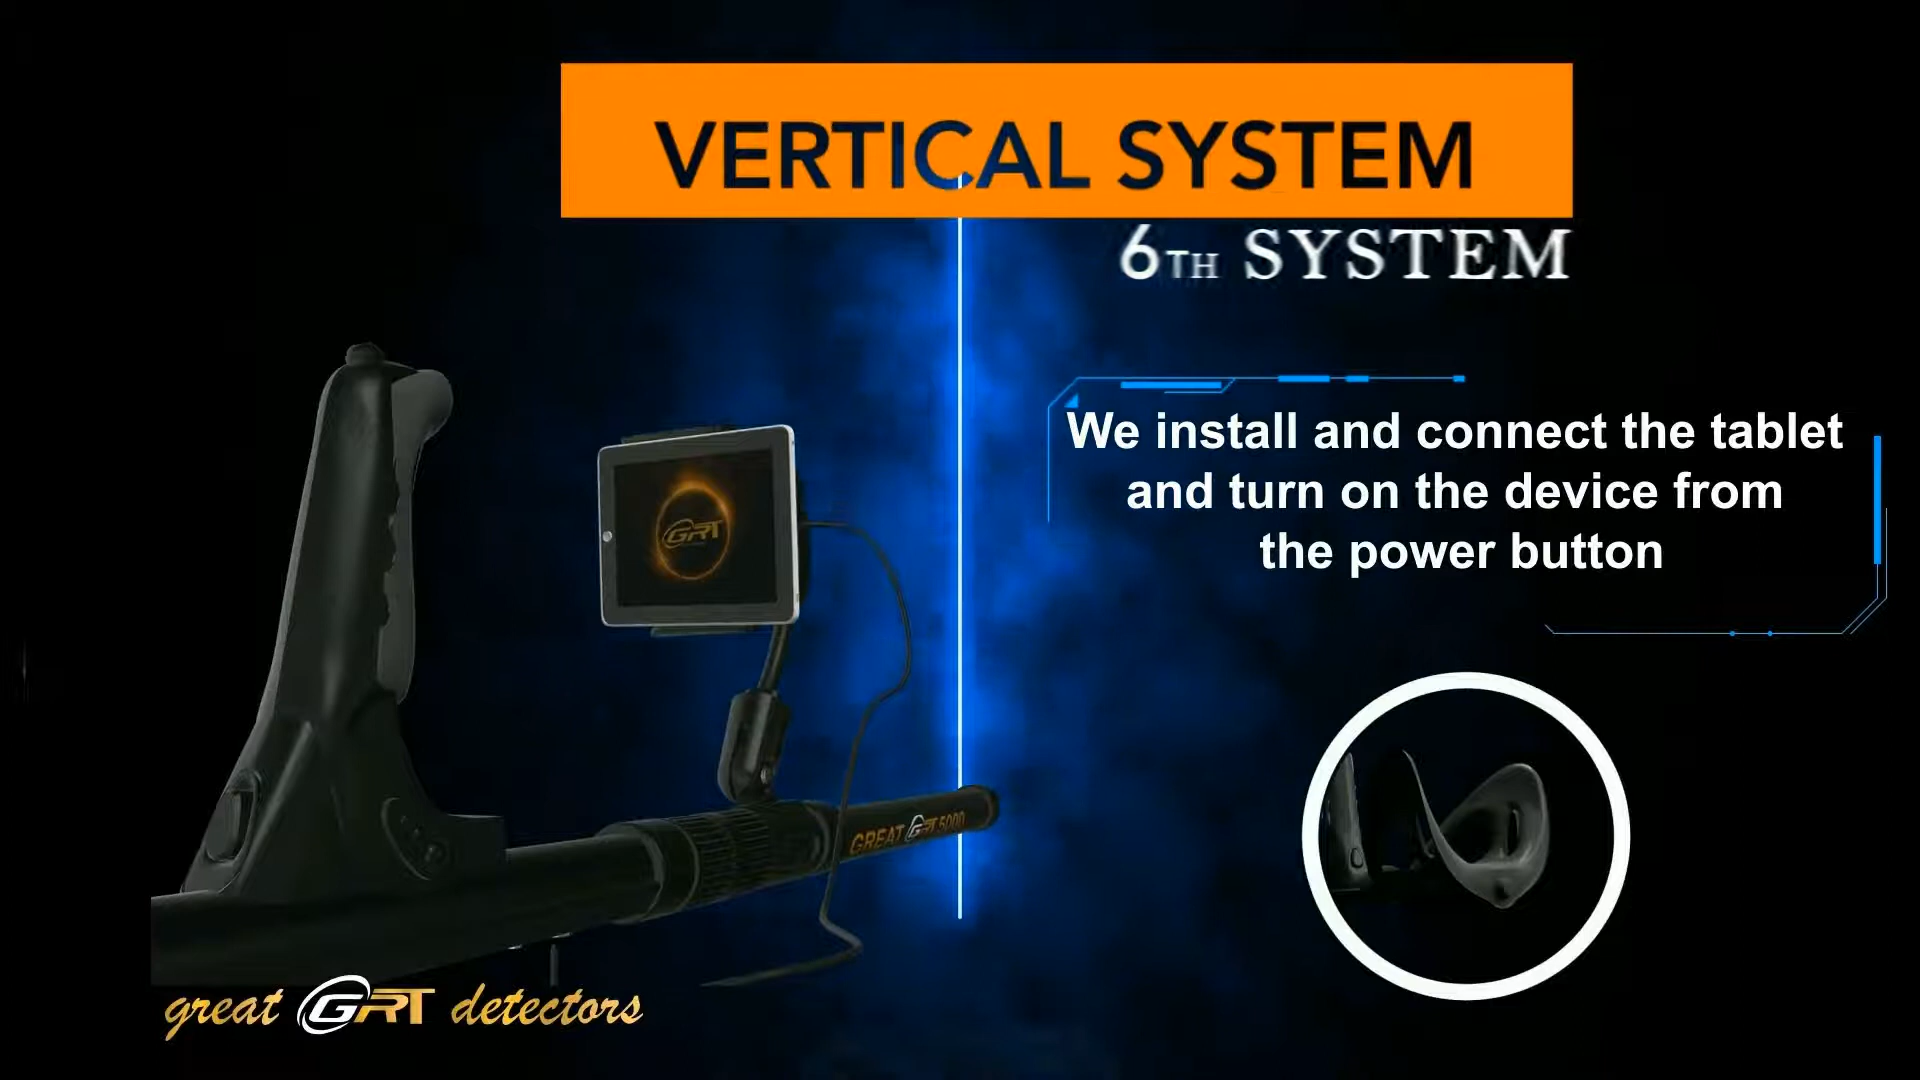 VERTICAL SYSTEM
6TH SYSTEM
We install and connect the tablet
and turn on the device from
the power button
GRT
GREAT GRT 5000
great GRT detectors